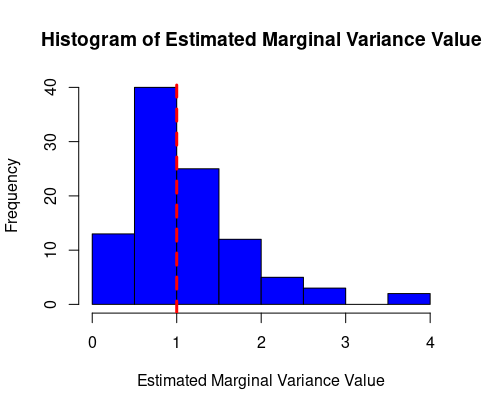 Histogram of Estimated Marginal Variance Value
Frequency
40
30
20
10
0
0 1 2 3 4
Estimated Marginal Variance Value